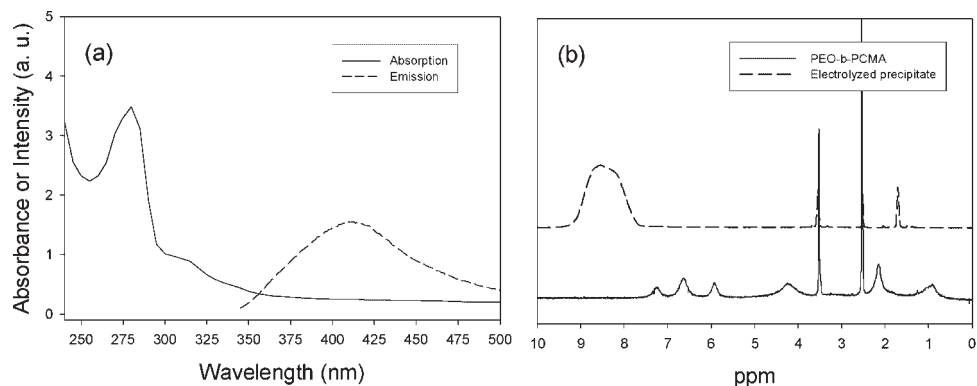 (a)
Absorption
Emission
Absorbance or Intensity (a. u.)
5
4
3
2
1
0
250 275 300 325 350 375 400 425 450 475 500
Wavelength (nm)
(b)
PEO-b-PCMA
Electrolyzed precipitate
10 9 8 7 6 5 4 3 2 1 0
ppm